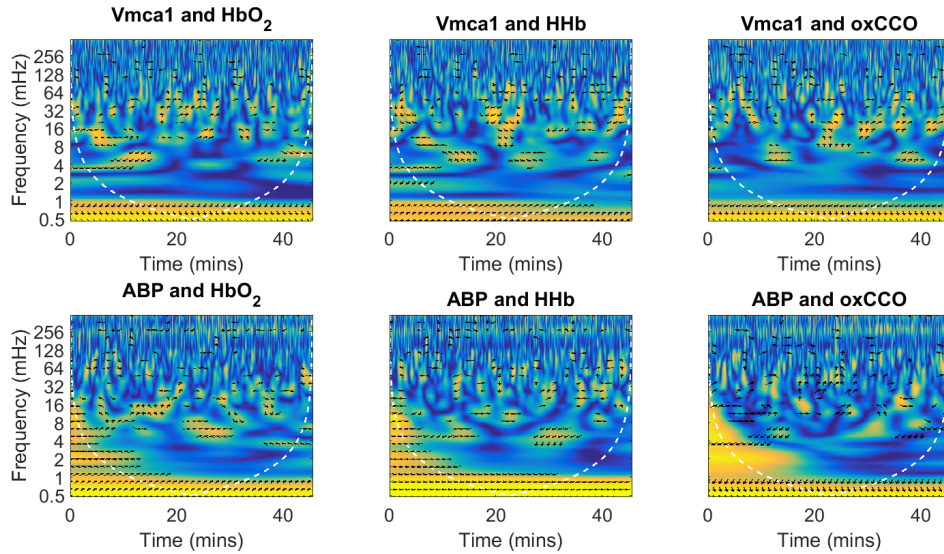 Vmca1 and HbO2
Vmca1 and HHb
Vmca1 and oxCCO
Frequency (mHz)
256
128
64
32
16
8
4
2
1
0.5
0 20 40
0 20 40
0 20 40
Time (mins)
Time (mins)
Time (mins)
ABP and HbO2
ABP and HHb
ABP and oxCCO
Frequency (mHz)
256
128
64
32
16
8
4
2
1
0.5
0 20 40
0 20 40
0 20 40
Time (mins)
Time (mins)
Time (mins)